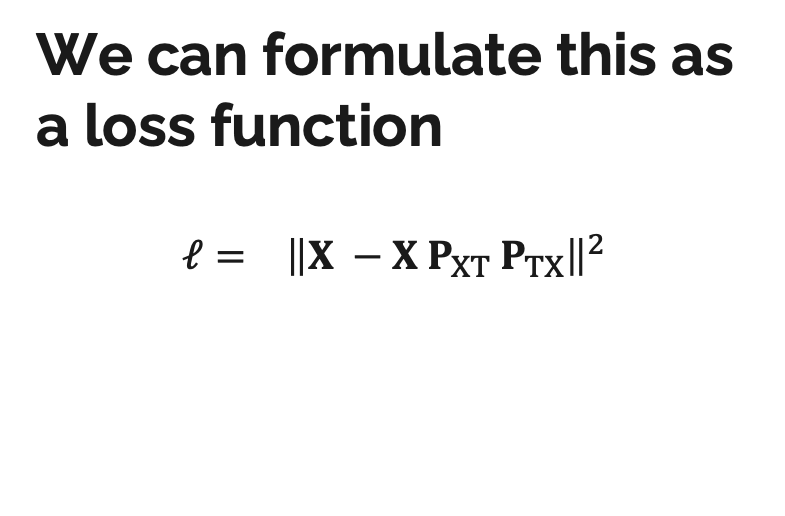 We can formulate this as
a loss function
ℓ = ‖X − X P_XT P_TX‖²